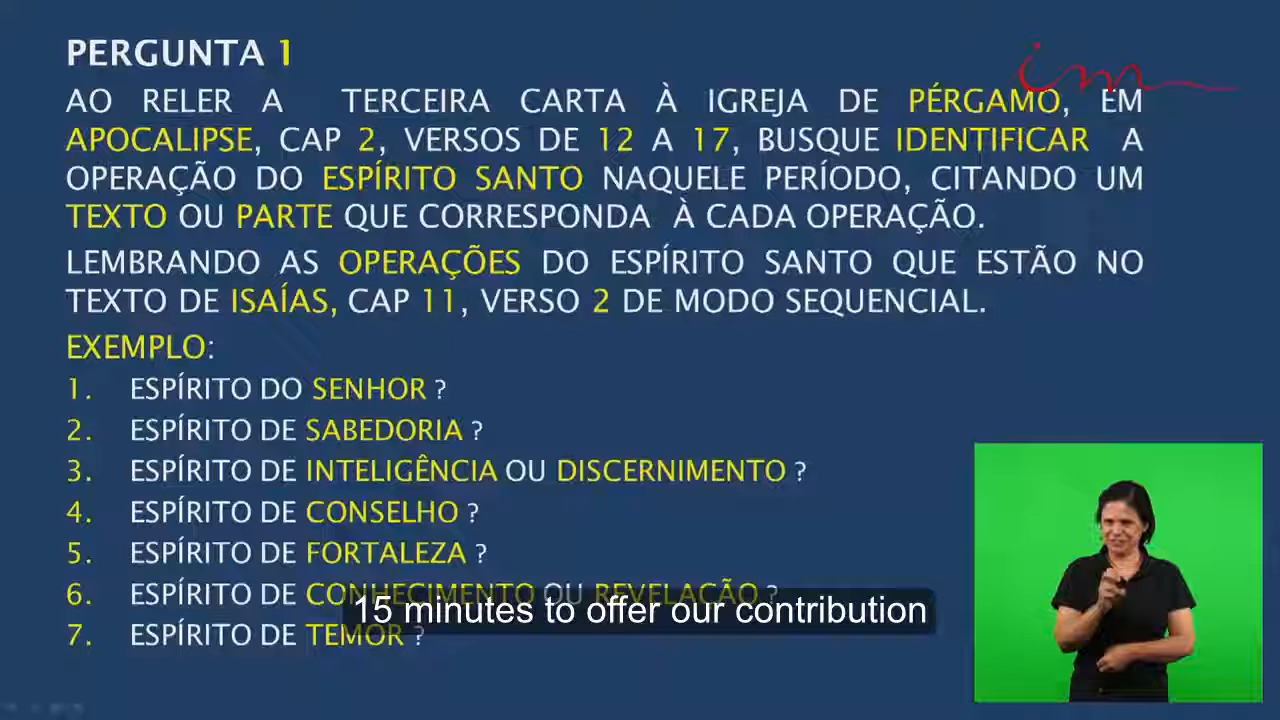 PERGUNTA 1
im
AO RELER A TERCEIRA CARTA À IGREJA DE PÉRGAMO, EM
APOCALIPSE, CAP 2, VERSOS DE 12 A 17, BUSQUE IDENTIFICAR A
OPERAÇÃO DO ESPÍRITO SANTO NAQUELE PERÍODO, CITANDO UM
TEXTO OU PARTE QUE CORRESPONDA À CADA OPERAÇÃO.
LEMBRANDO AS OPERAÇÕES DO ESPÍRITO SANTO QUE ESTÃO NO
TEXTO DE ISAÍAS, CAP 11, VERSO 2 DE MODO SEQUENCIAL.
EXEMPLO:
1. ESPÍRITO DO SENHOR ?
2. ESPÍRITO DE SABEDORIA ?
3. ESPÍRITO DE INTELIGÊNCIA OU DISCERNIMENTO ?
4. ESPÍRITO DE CONSELHO ?
5. ESPÍRITO DE FORTALEZA ?
6. ESPÍRITO DE CONHECIMENTO OU REVELAÇÃO ?
15 minutes to offer our contribution
7. ESPÍRITO DE TEMOR ?